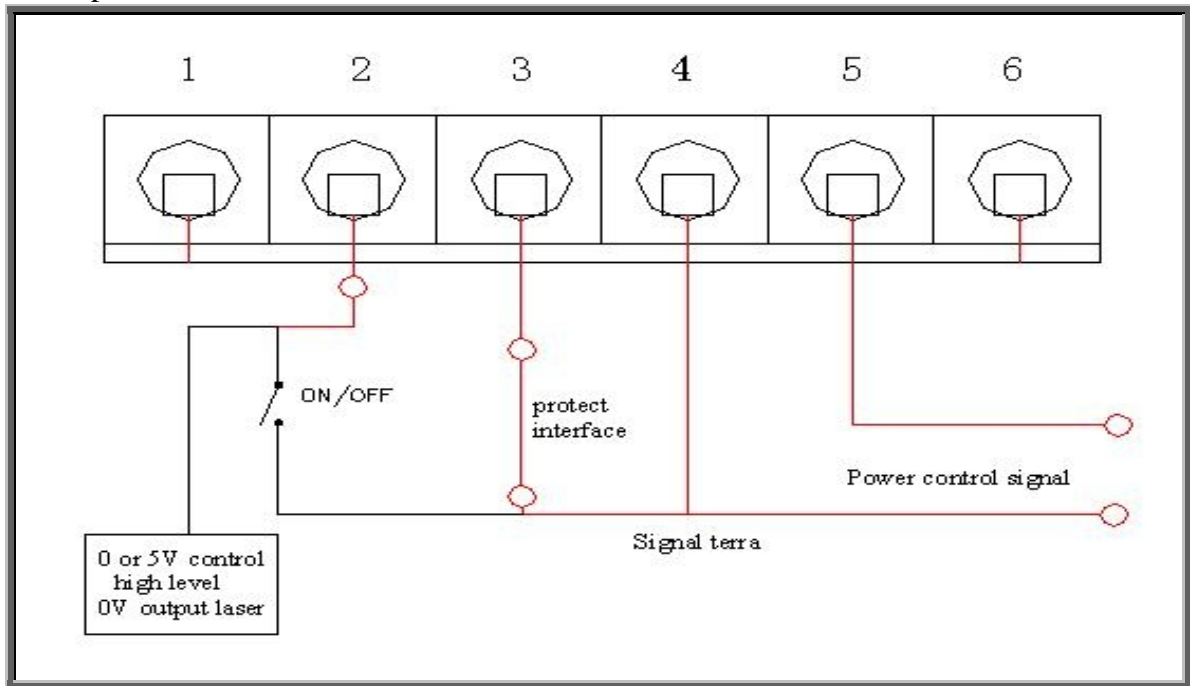 1 2 3 4 5 6
ON/OFF
protect
interface
Power control signal
Signal terra
0 or 5V control
high level
0V output laser